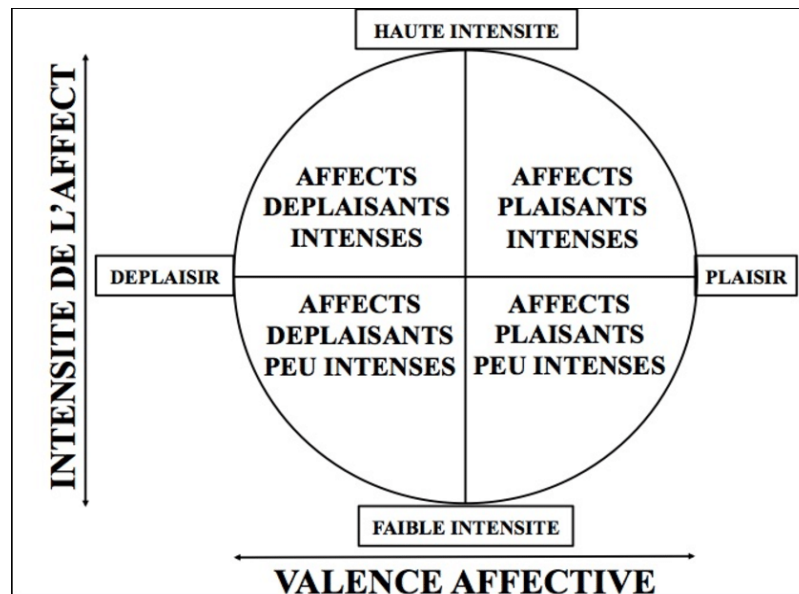 HAUTE INTENSITE
INTENSITE DE L'AFFECT
AFFECTS
DEPLAISANTS
INTENSES
AFFECTS
PLAISANTS
INTENSES
DEPLAISIR
PLAISIR
AFFECTS
DEPLAISANTS
PEU INTENSES
AFFECTS
PLAISANTS
PEU INTENSES
FAIBLE INTENSITE
VALENCE AFFECTIVE